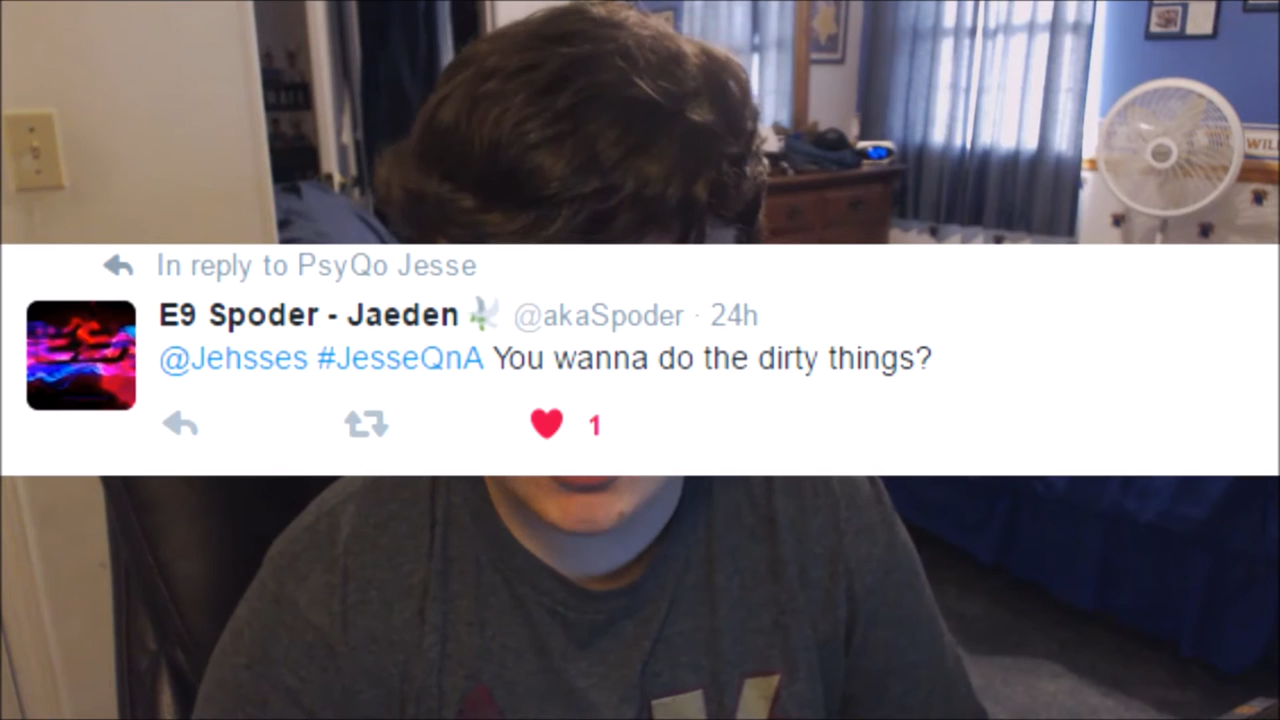 In reply to PsyQo Jesse
E9 Spoder - Jaeden @akaSpoder · 24h
@Jehsses #JesseQnA You wanna do the dirty things?
1
WIL